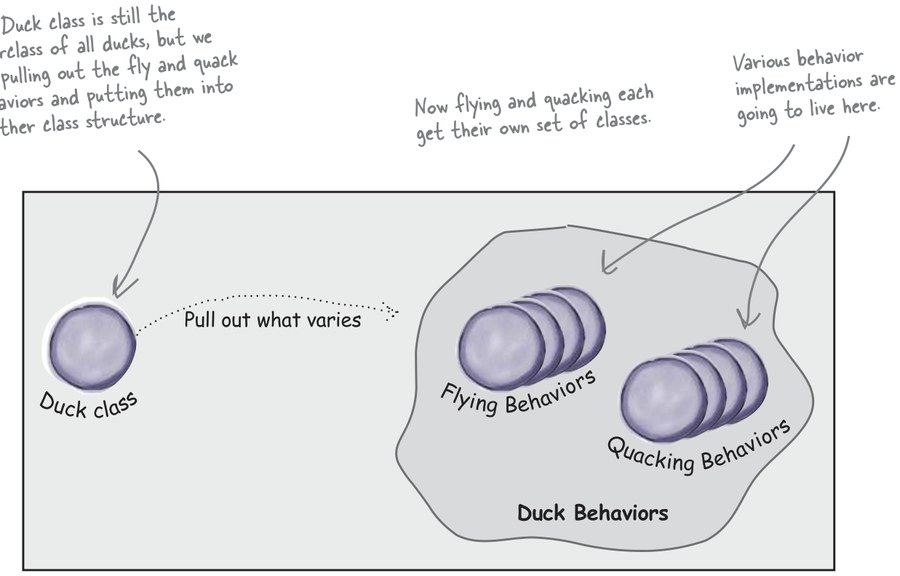 Duck class is still the
rclass of all ducks, but we
pulling out the fly and quack
aviors and putting them into
ther class structure.
Now flying and quacking each
get their own set of classes.
Various behavior
implementations are
going to live here.
Pull out what varies
Duck class
Flying Behaviors
Quacking Behaviors
Duck Behaviors